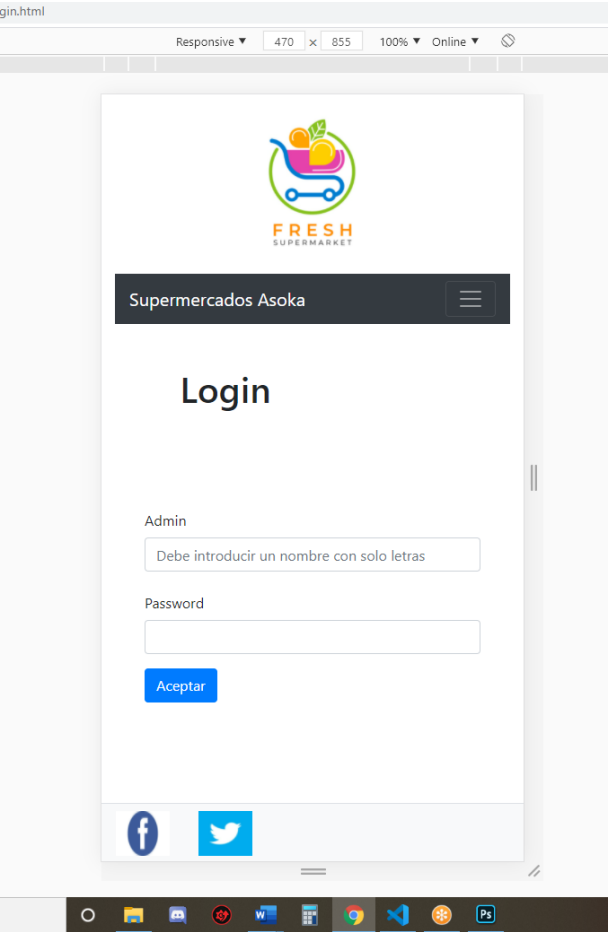 gin.html
Responsive ▼ 470 x 855 100% ▼ Online ▼
FRESH
SUPERMARKET
Supermercados Asoka
Login
Admin
Debe introducir un nombre con solo letras
Password
Aceptar
f
W
Ps